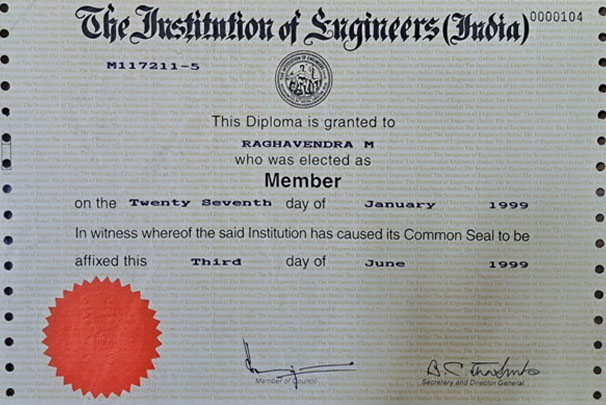 The Institution of Engineers (India)
0000104
M117211-5
This Diploma is granted to
RAGHAVENDRA M
who was elected as
Member
on the Twenty Seventh day of January 1999
In witness whereof the said Institution has caused its Common Seal to be
affixed this Third day of June 1999
Member of Council
Secretary and Director General